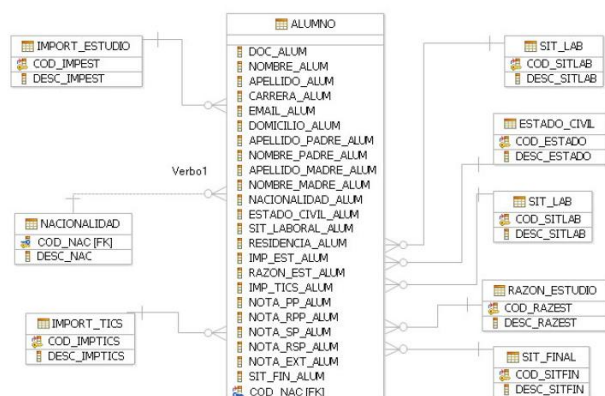 IMPORT_ESTUDIO
COD_IMPEST
DESC_IMPEST
Verbo1
NACIONALIDAD
COD_NAC [FK]
DESC_NAC
IMPORT_TICS
COD_IMPTICS
DESC_IMPTICS
ALUMNO
DOC_ALUM
NOMBRE_ALUM
APELLIDO_ALUM
CARRERA_ALUM
EMAIL_ALUM
DOMICILIO_ALUM
APELLIDO_PADRE_ALUM
NOMBRE_PADRE_ALUM
APELLIDO_MADRE_ALUM
NOMBRE_MADRE_ALUM
NACIONALIDAD_ALUM
ESTADO_CIVIL_ALUM
SIT_LABORAL_ALUM
RESIDENCIA_ALUM
IMP_EST_ALUM
RAZON_EST_ALUM
IMP_TICS_ALUM
NOTA_PP_ALUM
NOTA_RPP_ALUM
NOTA_SP_ALUM
NOTA_RSP_ALUM
NOTA_EXT_ALUM
SIT_FIN_ALUM
COD_NAC [FK]
SIT_LAB
COD_SITLAB
DESC_SITLAB
ESTADO_CIVIL
COD_ESTADO
DESC_ESTADO
SIT_LAB
COD_SITLAB
DESC_SITLAB
RAZON_ESTUDIO
COD_RAZEST
DESC_RAZEST
SIT_FINAL
COD_SITFIN
DESC_SITFIN